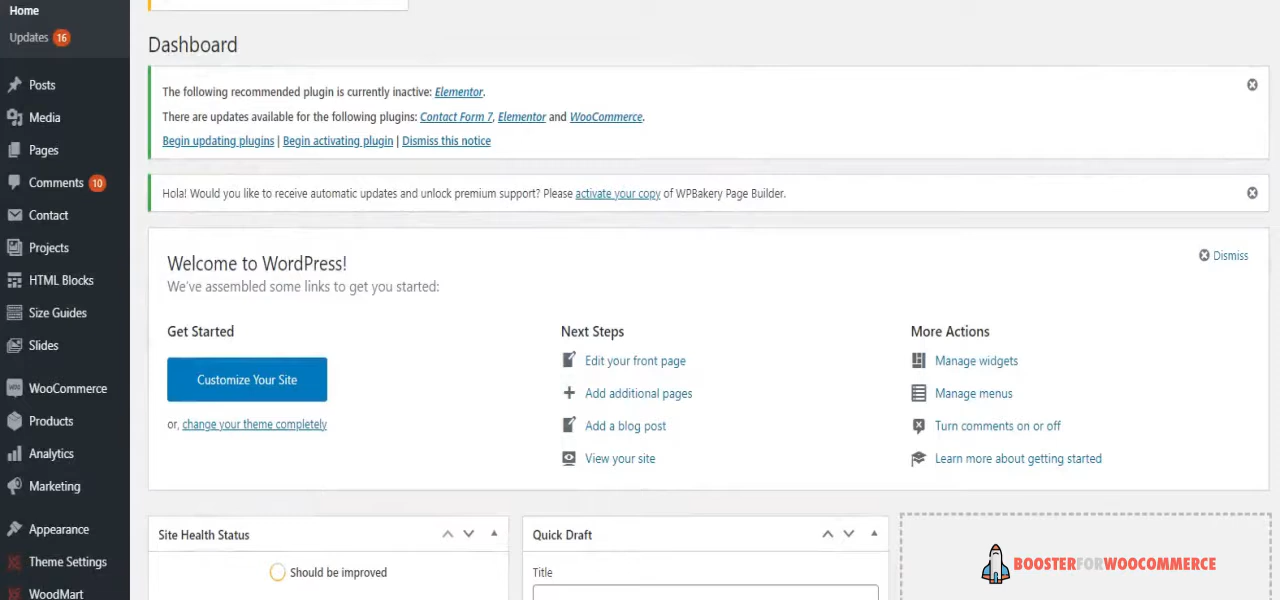 Home
Updates 16
Posts
Media
Pages
Comments 10
Contact
Projects
HTML Blocks
Size Guides
Slides
WooCommerce
Products
Analytics
Marketing
Appearance
Theme Settings
WoodMart
Dashboard
The following recommended plugin is currently inactive: Elementor.
There are updates available for the following plugins: Contact Form 7, Elementor and WooCommerce.
Begin updating plugins | Begin activating plugin | Dismiss this notice
Hola! Would you like to receive automatic updates and unlock premium support? Please activate your copy of WPBakery Page Builder.
Welcome to WordPress!
Dismiss
We've assembled some links to get you started:
Get Started
Customize Your Site
or, change your theme completely
Next Steps
Edit your front page
Add additional pages
Add a blog post
View your site
More Actions
Manage widgets
Manage menus
Turn comments on or off
Learn more about getting started
Site Health Status
Should be improved
Quick Draft
Title
BOOSTERFORWOOCOMMERCE